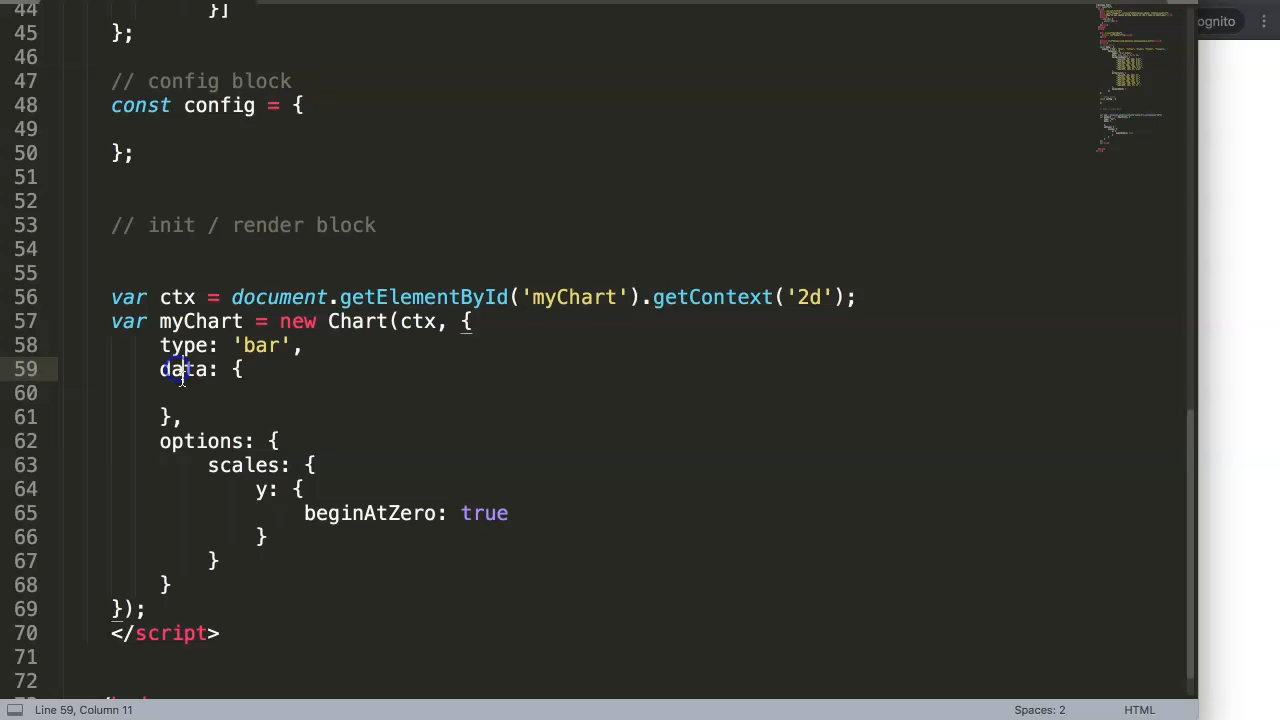 44 }]
45 };
46
47 // config block
48 const config = {
49
50 };
51
52
53 // init / render block
54
55
56 var ctx = document.getElementById('myChart').getContext('2d');
57 var myChart = new Chart(ctx, {
58 type: 'bar',
59 data: {
60
61 },
62 options: {
63 scales: {
64 y: {
65 beginAtZero: true
66 }
67 }
68 }
69 });
70 </script>
71
72
Line 59, Column 11
Spaces: 2
HTML
ognito